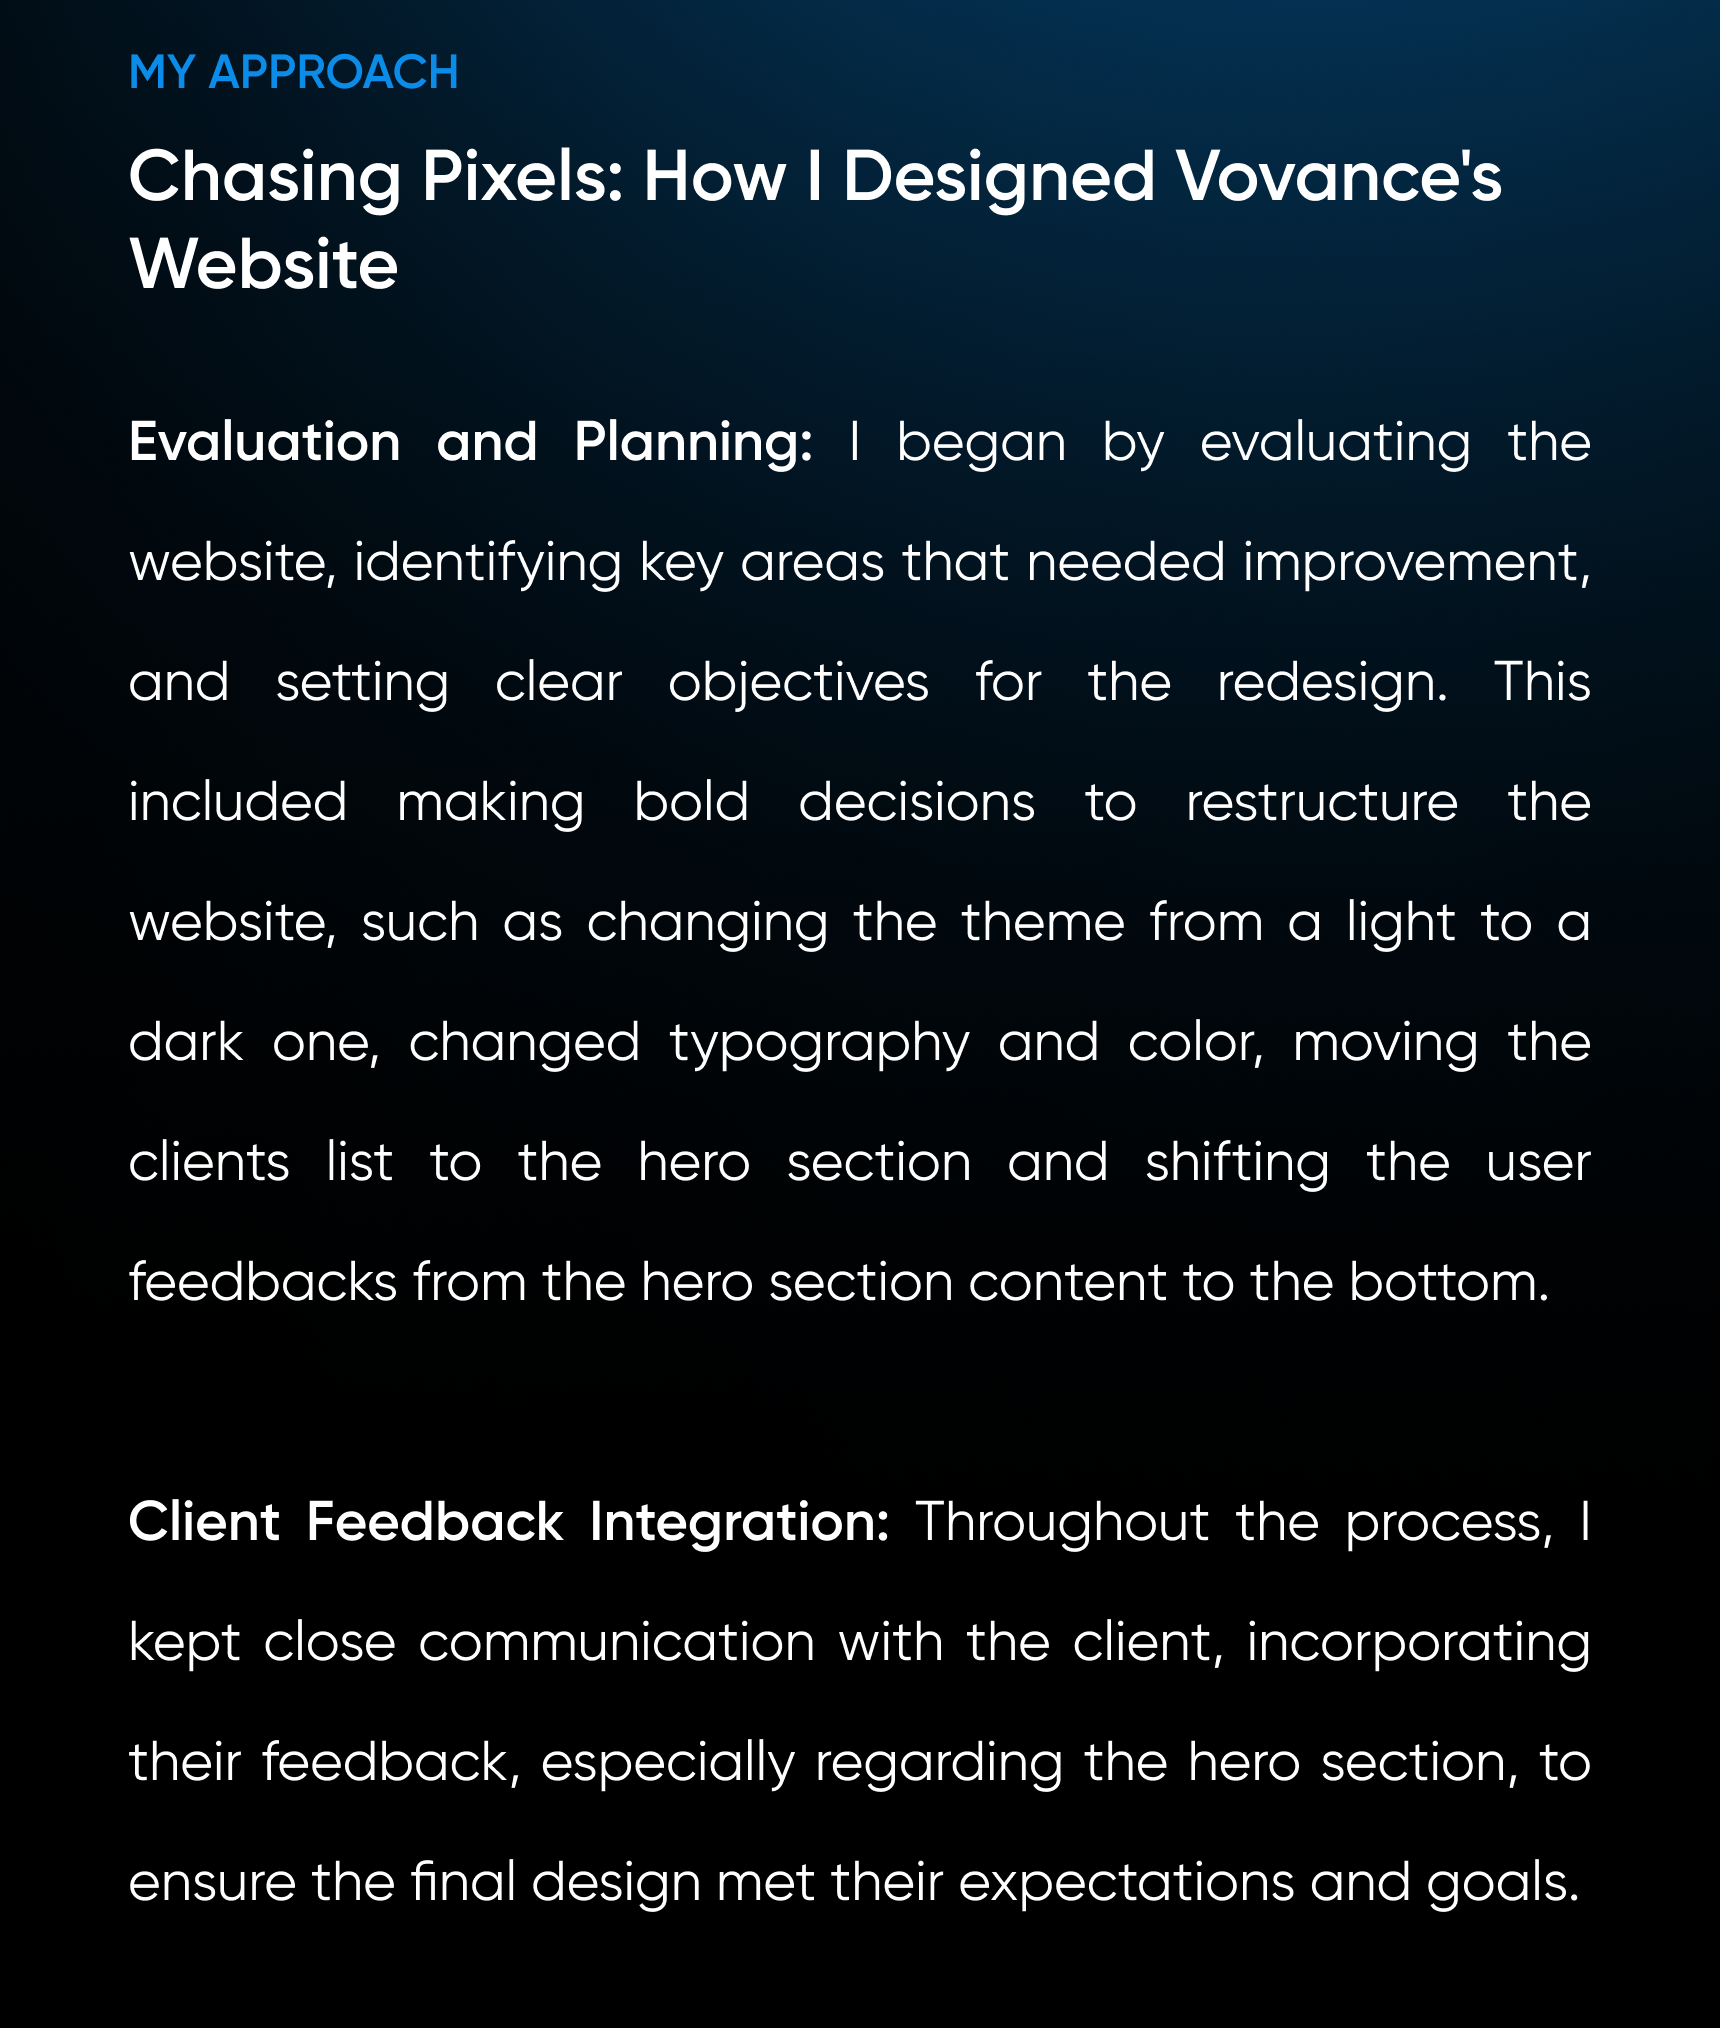 MY APPROACH
Chasing Pixels: How I Designed Vovance's
Website
Evaluation and Planning: I began by evaluating the
website, identifying key areas that needed improvement,
and setting clear objectives for the redesign. This
included making bold decisions to restructure the
website, such as changing the theme from a light to a
dark one, changed typography and color, moving the
clients list to the hero section and shifting the user
feedbacks from the hero section content to the bottom.
Client Feedback Integration: Throughout the process, I
kept close communication with the client, incorporating
their feedback, especially regarding the hero section, to
ensure the final design met their expectations and goals.